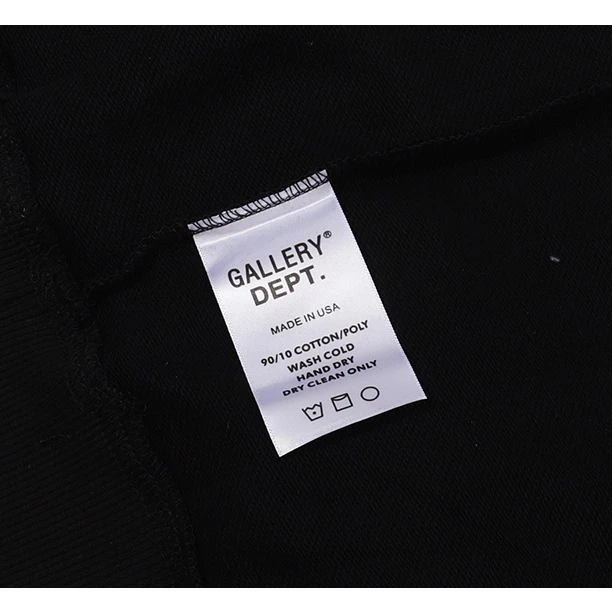 GALLERY®
DEPT.
MADE IN USA
90/10 COTTON/POLY
WASH COLD
HAND DRY
DRY CLEAN ONLY